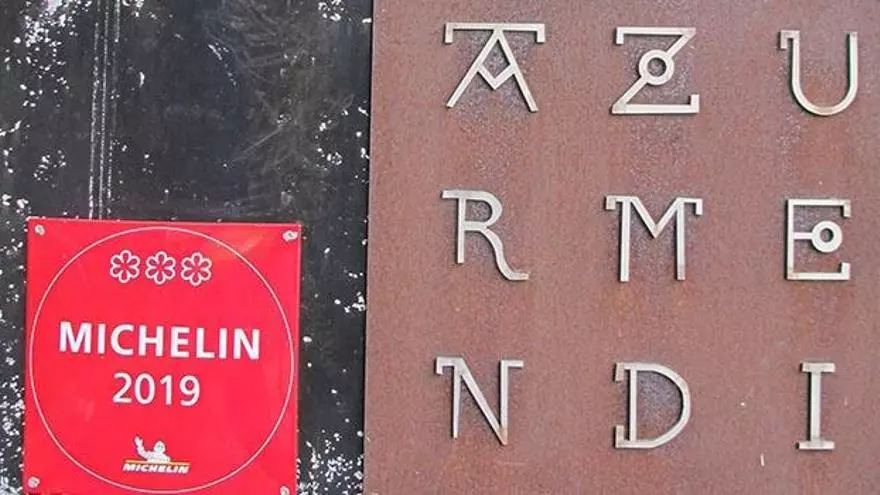 MICHELIN
2019
MICHELIN
AZU
RME
NDI